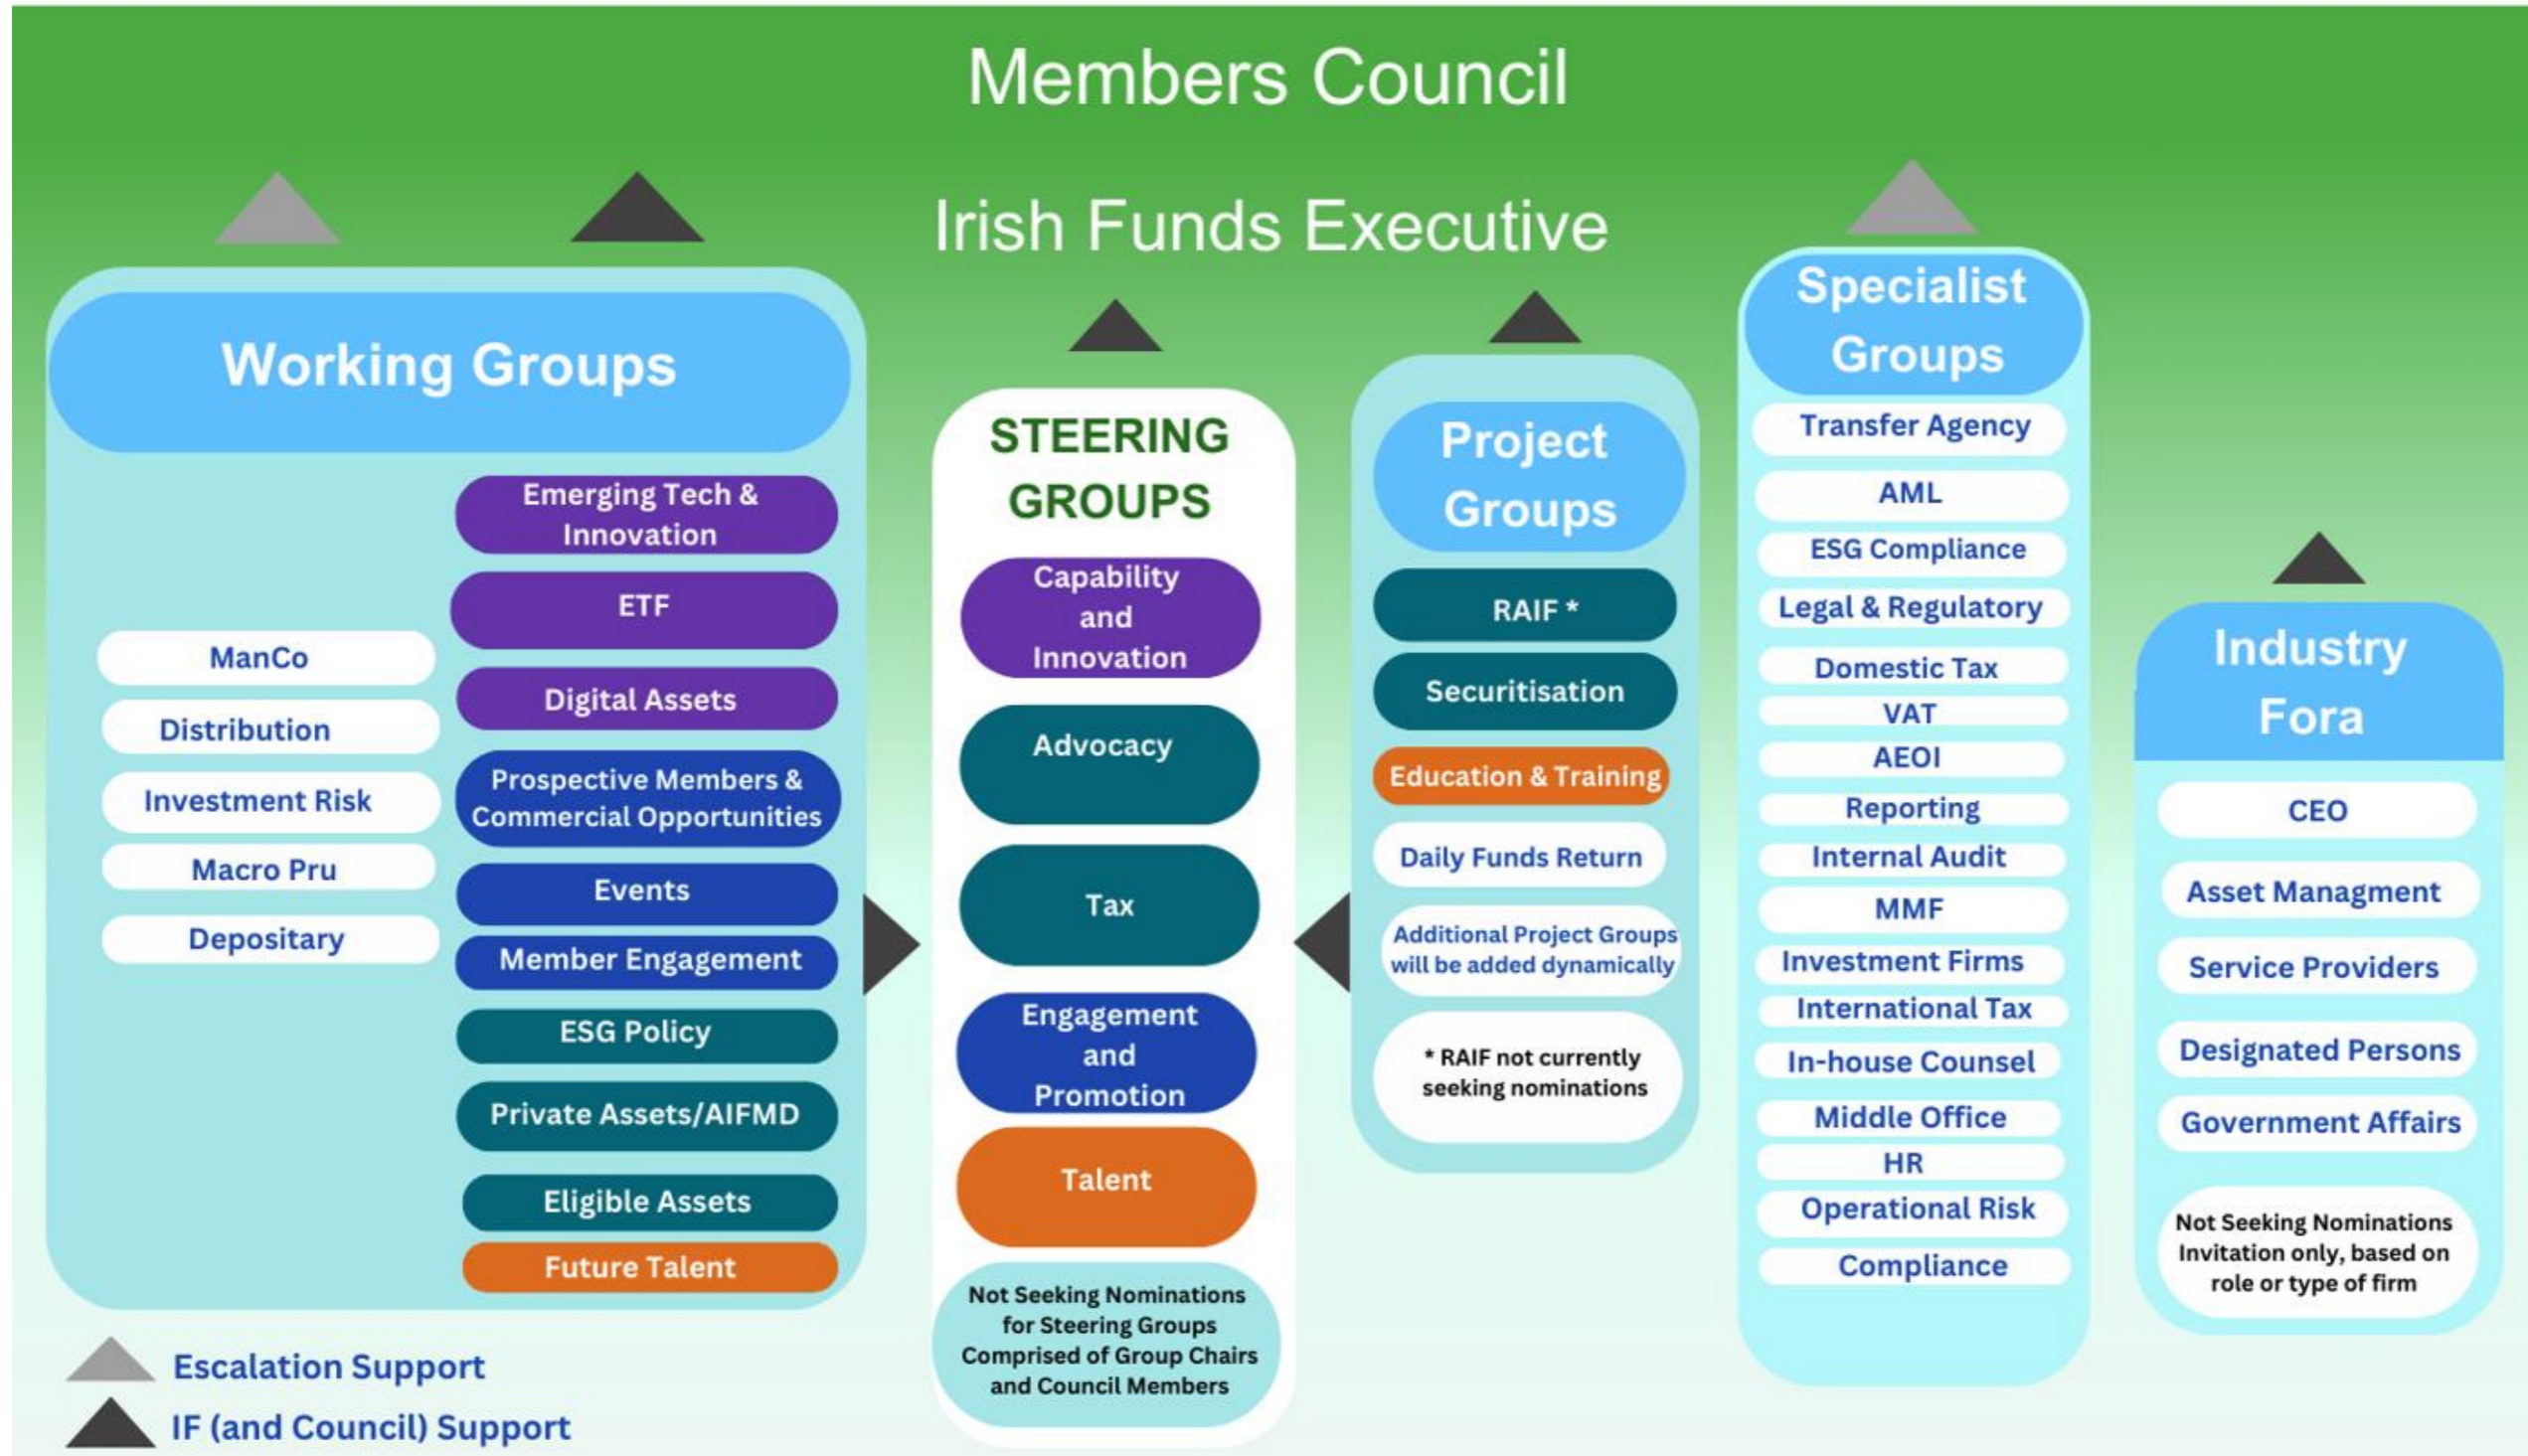 Members Council
Irish Funds Executive
Working Groups
ManCo
Distribution
Investment Risk
Macro Pru
Depositary
Emerging Tech &
Innovation
ETF
Digital Assets
Prospective Members &
Commercial Opportunities
Events
Member Engagement
ESG Policy
Private Assets/AIFMD
Eligible Assets
Future Talent
STEERING
GROUPS
Capability
and
Innovation
Advocacy
Tax
Engagement
and
Promotion
Talent
Not Seeking Nominations
for Steering Groups
Comprised of Group Chairs
and Council Members
Project
Groups
RAIF *
Securitisation
Education & Training
Daily Funds Return
Additional Project Groups
will be added dynamically
* RAIF not currently
seeking nominations
Specialist
Groups
Transfer Agency
AML
ESG Compliance
Legal & Regulatory
Domestic Tax
VAT
AEOI
Reporting
Internal Audit
MMF
Investment Firms
International Tax
In-house Counsel
Middle Office
HR
Operational Risk
Compliance
Industry
Fora
CEO
Asset Managment
Service Providers
Designated Persons
Government Affairs
Not Seeking Nominations
Invitation only, based on
role or type of firm
Escalation Support
IF (and Council) Support